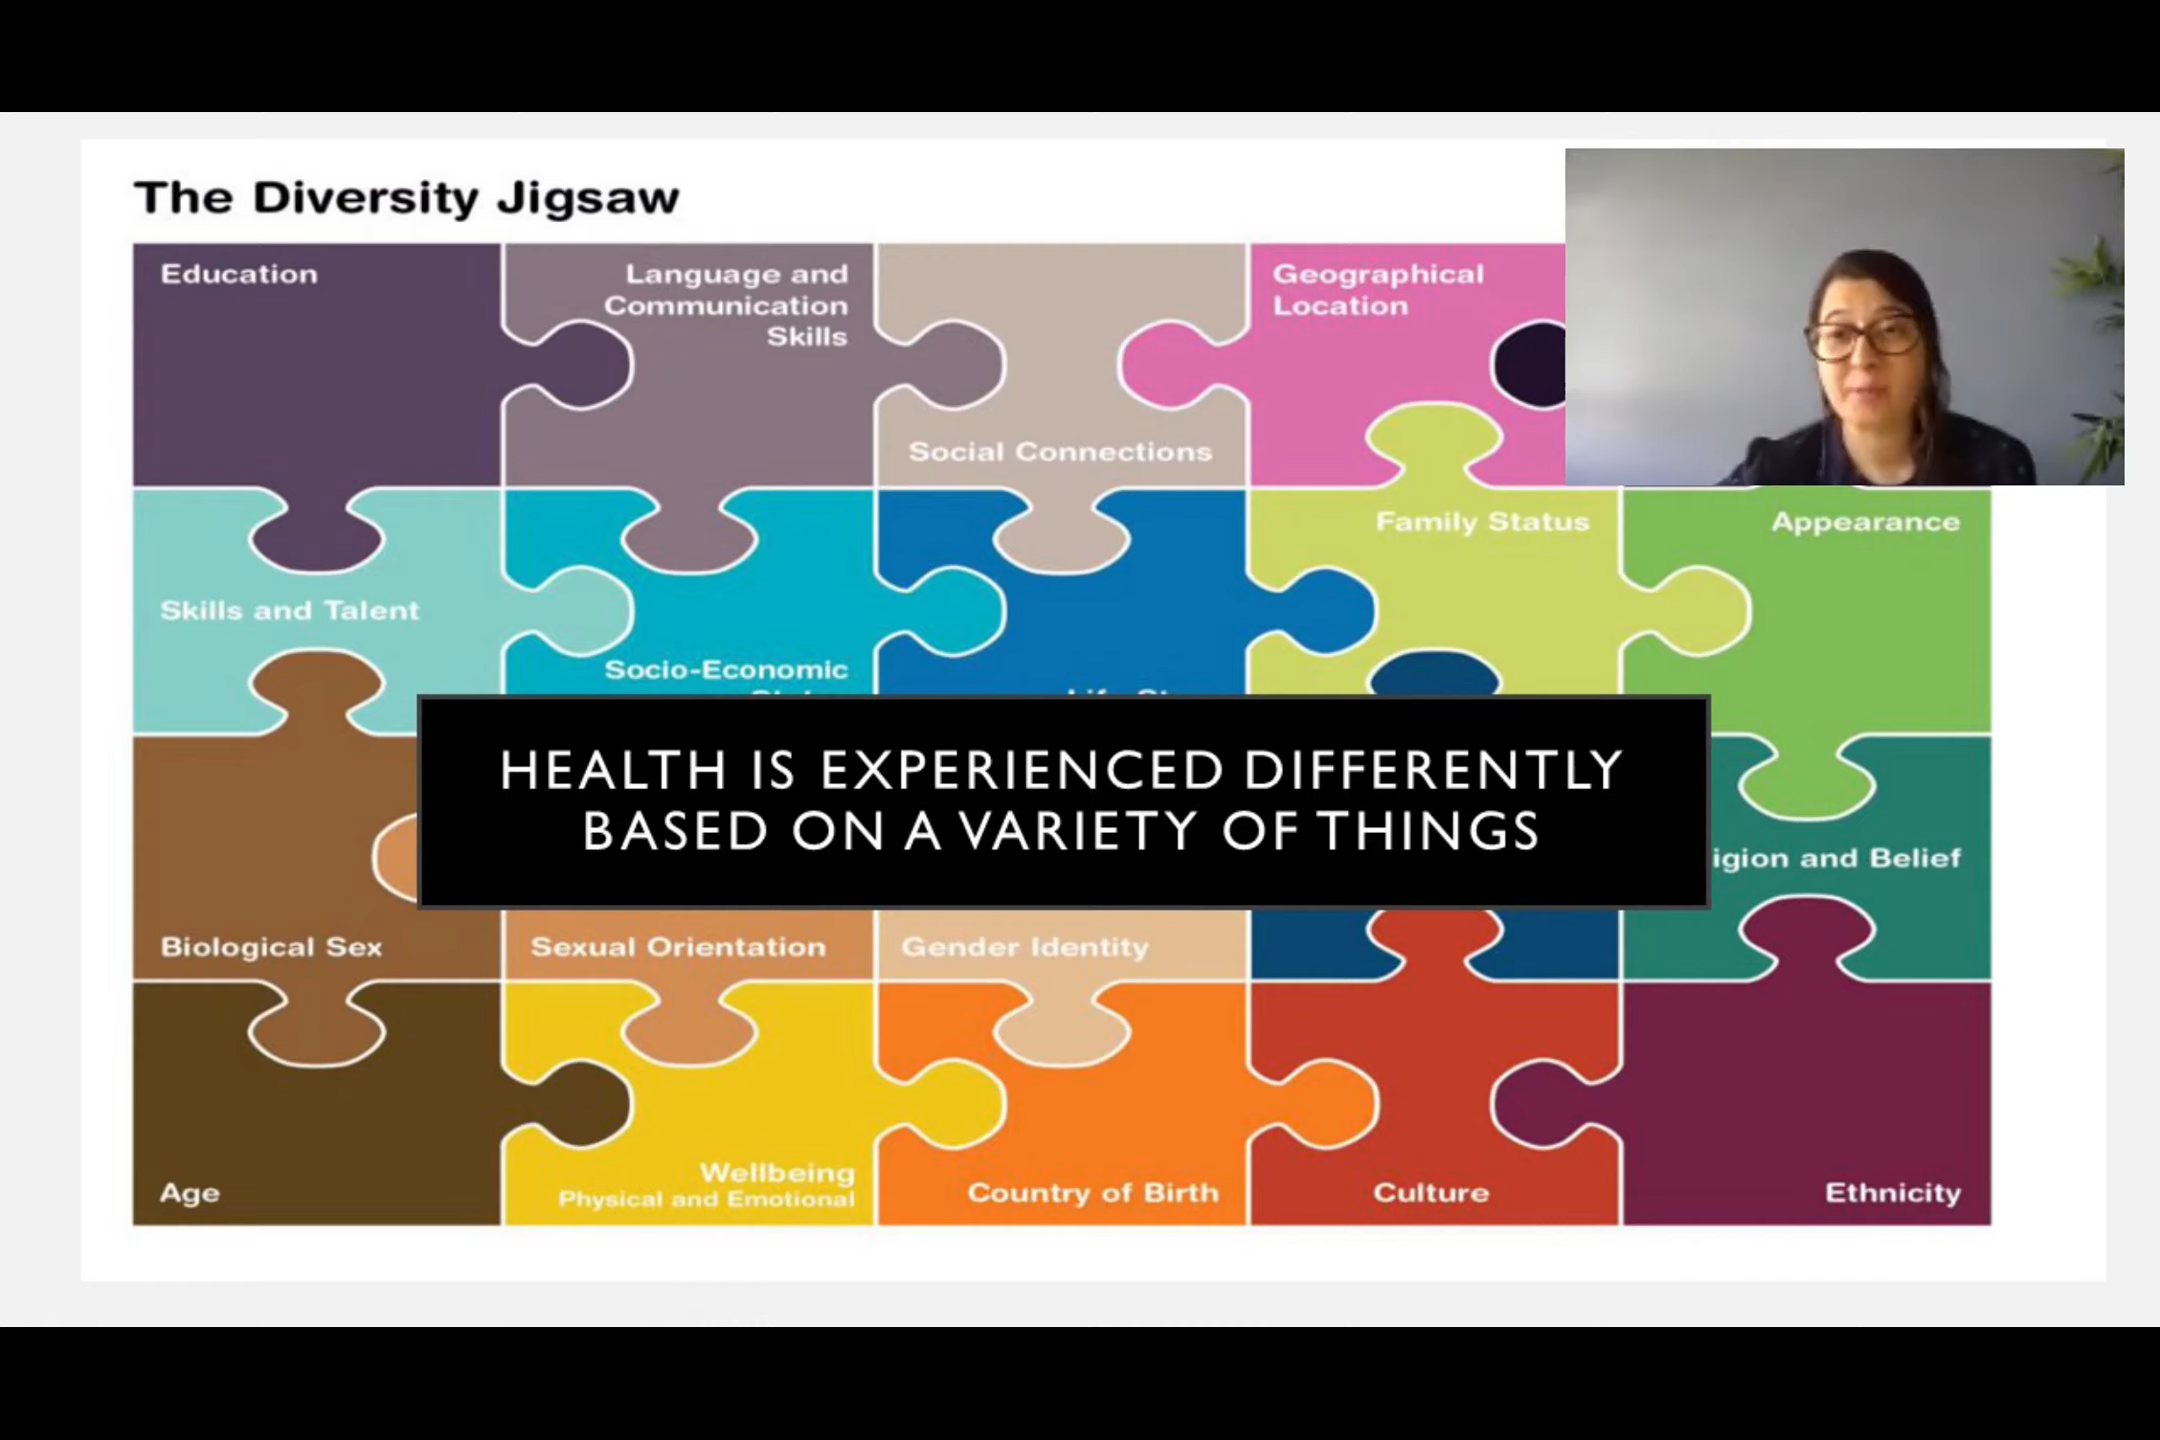 The Diversity Jigsaw
Education
Language and
Communication
Skills
Social Connections
Geographical
Location
Skills and Talent
Socio-Economic
Family Status
Appearance
HEALTH IS EXPERIENCED DIFFERENTLY
BASED ON A VARIETY OF THINGS
and Belief
Biological Sex
Sexual Orientation
Gender Identity
Age
Wellbeing
Physical and Emotional
Country of Birth
Culture
Ethnicity